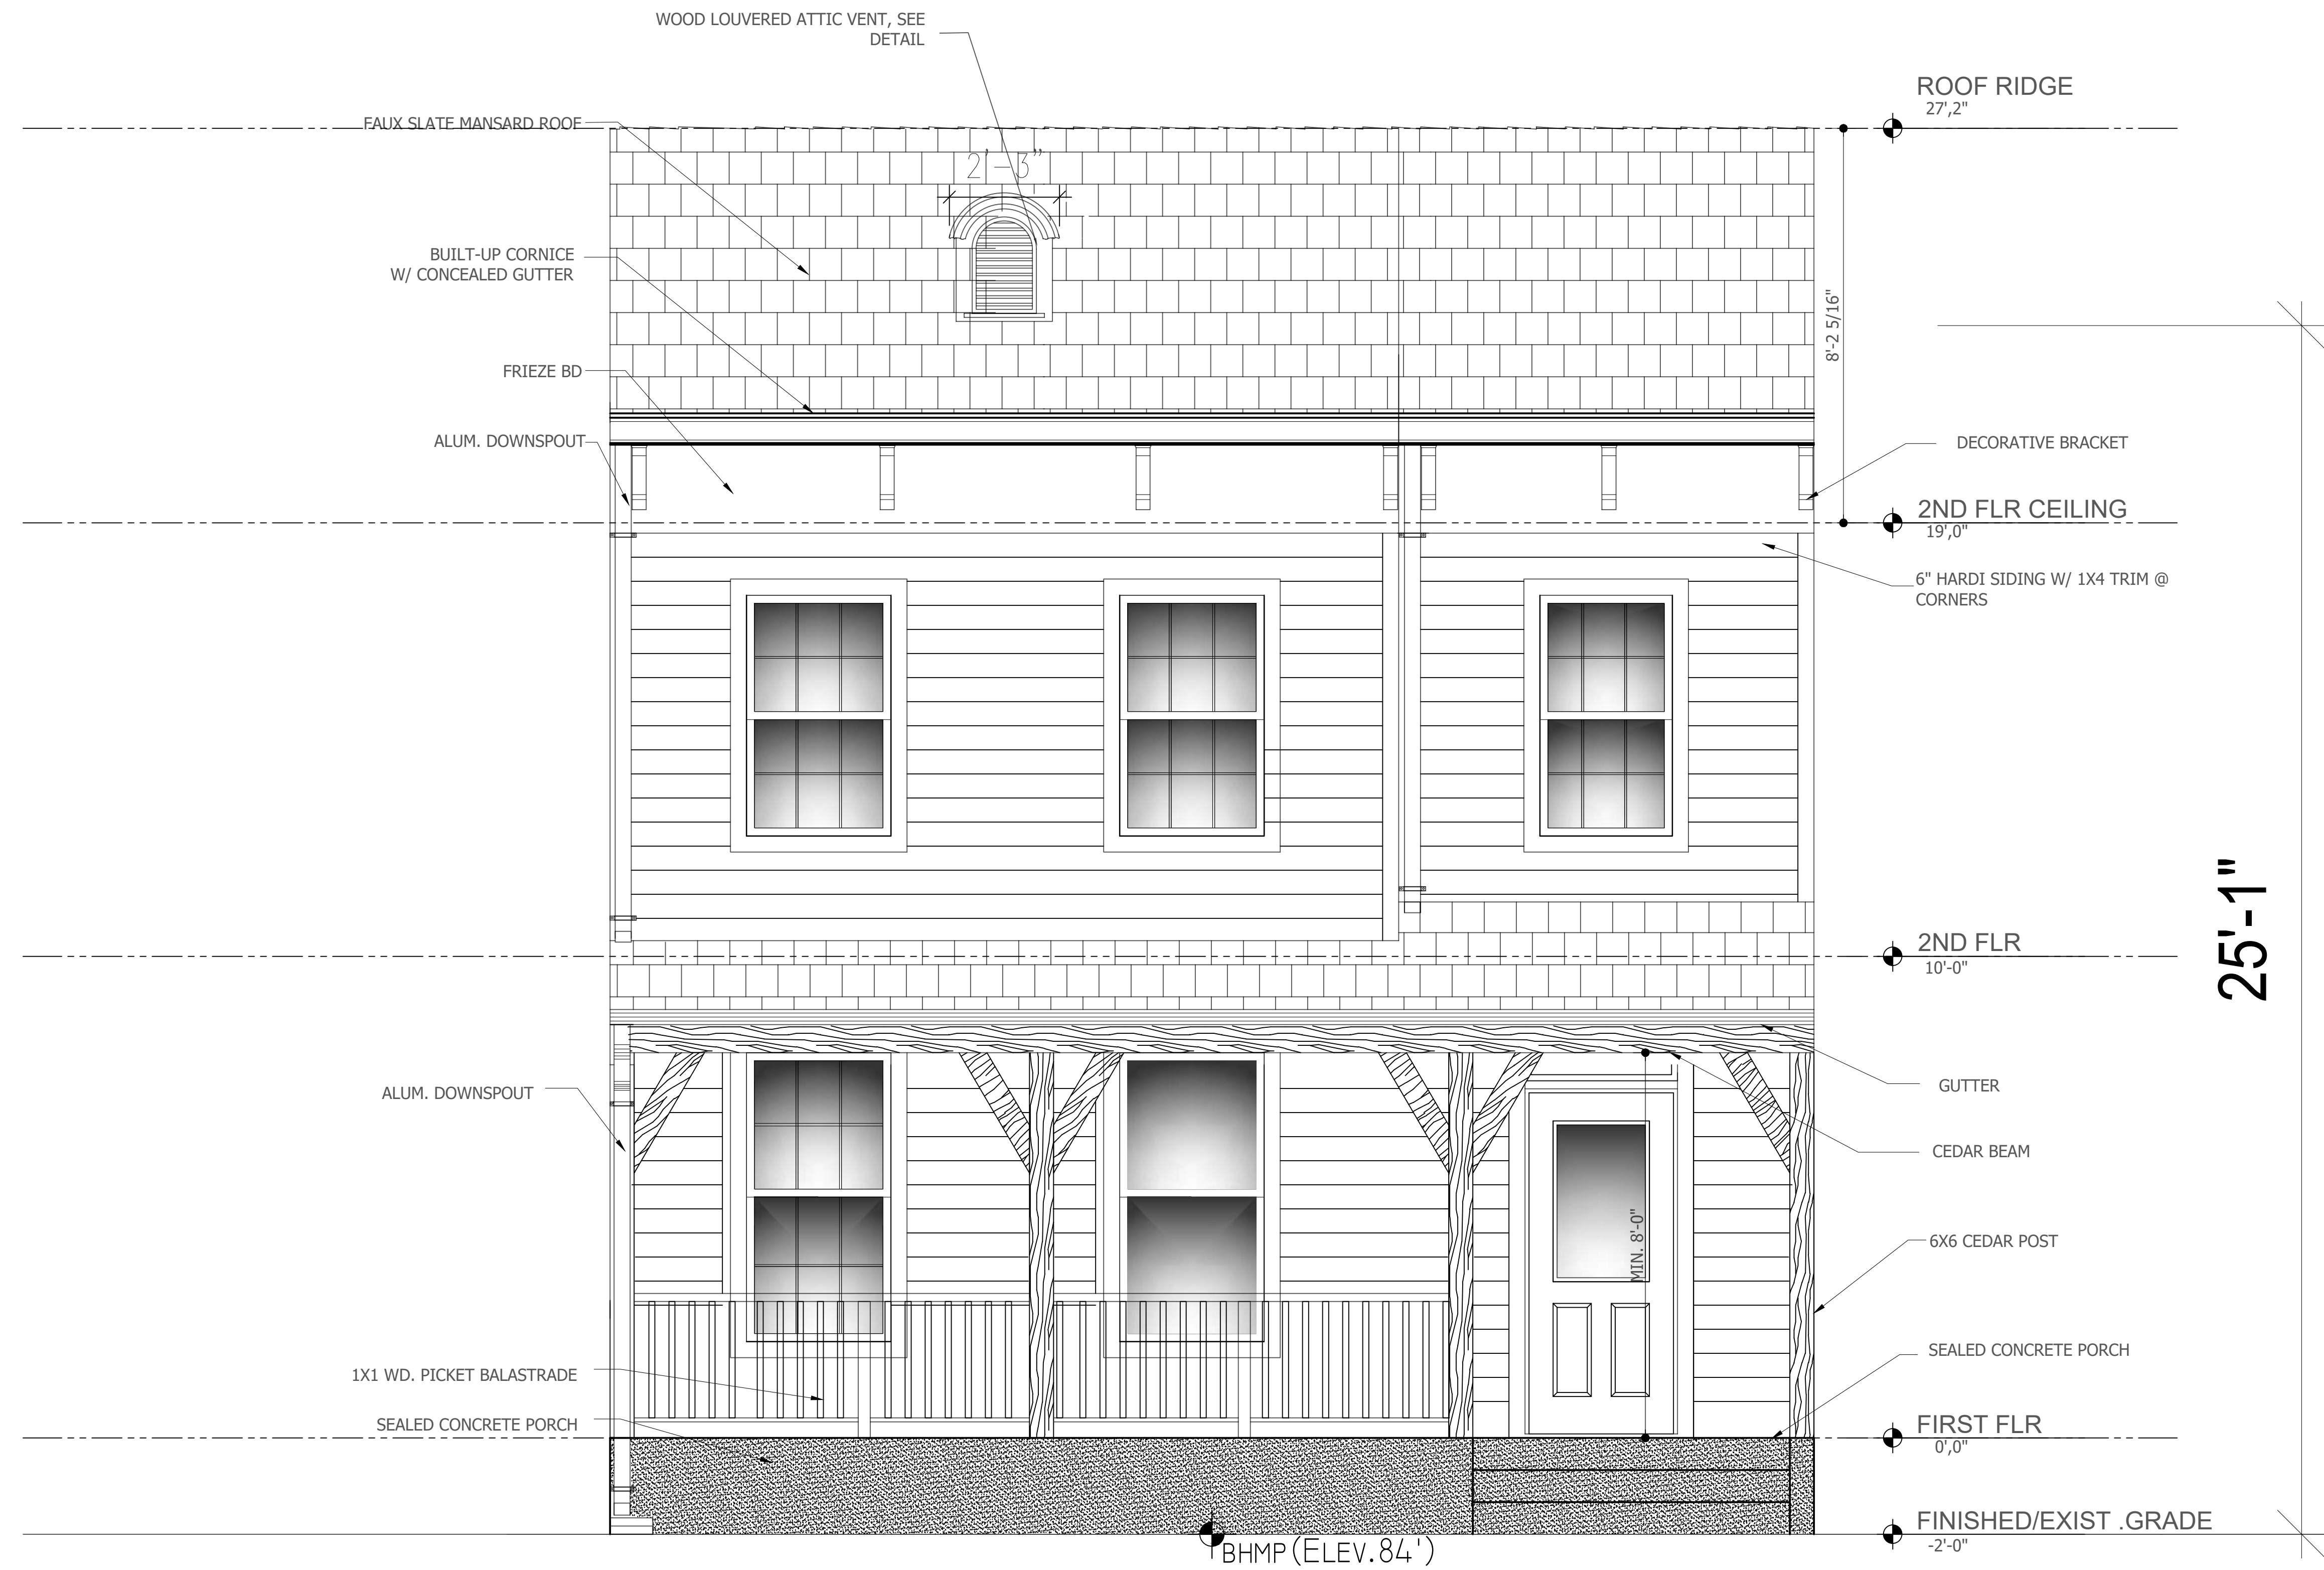 WOOD LOUVERED ATTIC VENT, SEE
DETAIL
ROOF RIDGE
27',2"
FAUX SLATE MANSARD ROOF
2'-3"
BUILT-UP CORNICE
W/ CONCEALED GUTTER
8'-2 5/16"
FRIEZE BD
ALUM. DOWNSPOUT
DECORATIVE BRACKET
2ND FLR CEILING
19',0"
6" HARDI SIDING W/ 1X4 TRIM @
CORNERS
25'-1"
2ND FLR
10'-0"
ALUM. DOWNSPOUT
GUTTER
CEDAR BEAM
MIN. 8'-0"
6X6 CEDAR POST
SEALED CONCRETE PORCH
1X1 WD. PICKET BALASTRADE
SEALED CONCRETE PORCH
FIRST FLR
0',0"
FINISHED/EXIST .GRADE
-2'-0"
BHMP(ELEV.84')